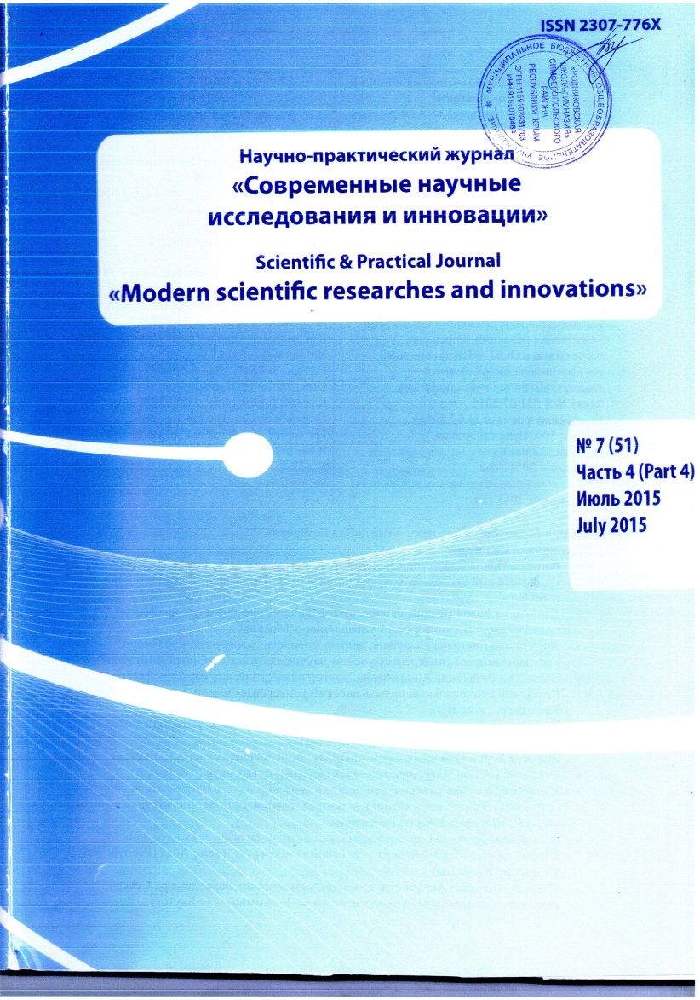 ISSN 2307-776X
МУНИЦИПАЛЬНОЕ БЮДЖЕТНОЕ ОБЩЕОБРАЗОВАТЕЛЬНОЕ УЧРЕЖДЕНИЕ *
«РОДНИКОВСКАЯ
ШКОЛА-ГИМНАЗИЯ»
СИМФЕРОПОЛЬСКОГО
РАЙОНА
РЕСПУБЛИКИ КРЫМ
ОГРН 1159102031703
ИНН 9109010469
Научно-практический журнал
«Современные научные
исследования и инновации»
Scientific & Practical Journal
«Modern scientific researches and innovations»
№ 7 (51)
Часть 4 (Part 4)
Июль 2015
July 2015